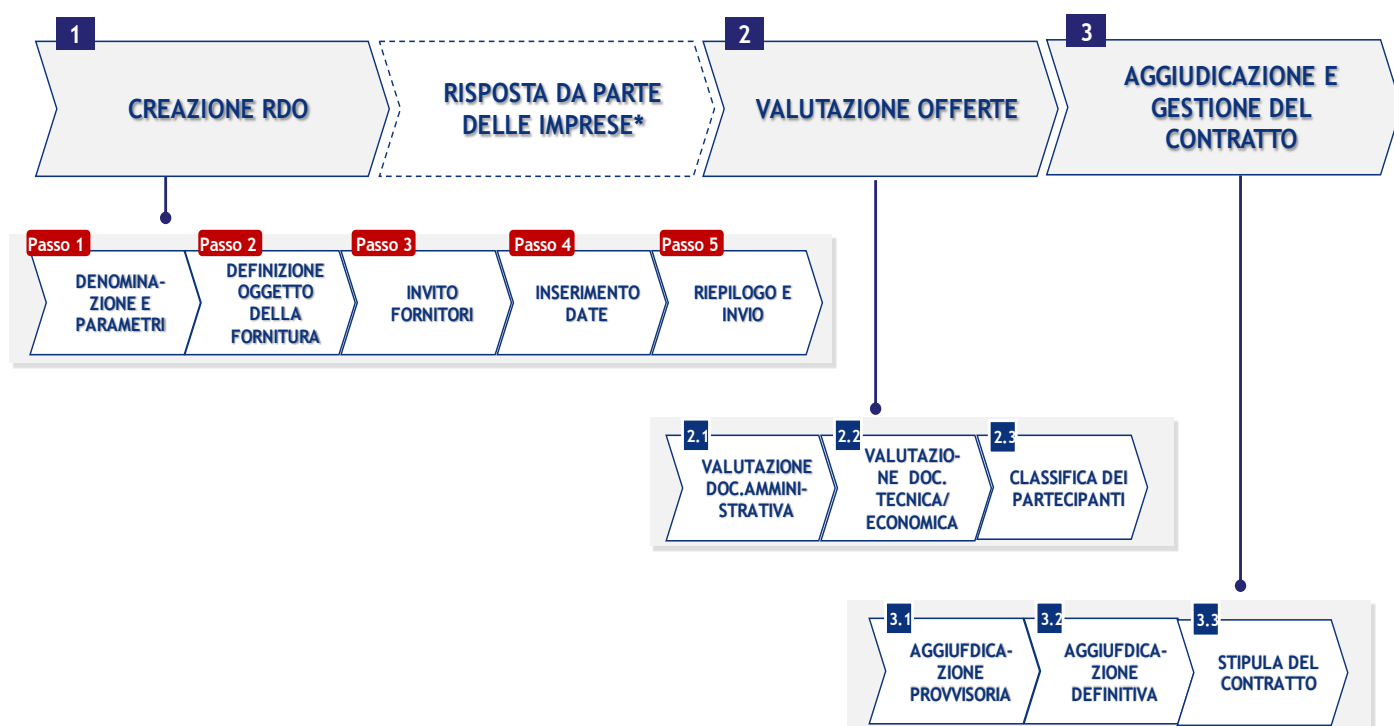 1
CREAZIONE RDO
RISPOSTA DA PARTE
DELLE IMPRESE*
2
VALUTAZIONE OFFERTE
3
AGGIUDICAZIONE E
GESTIONE DEL
CONTRATTO
Passo 1
DENOMINA-
ZIONE E
PARAMETRI
Passo 2
DEFINIZIONE
OGGETTO
DELLA
FORNITURA
Passo 3
INVITO
FORNITORI
Passo 4
INSERIMENTO
DATE
Passo 5
RIEPILOGO E
INVIO
2.1
VALUTAZIONE
DOC.AMMINI-
STRATIVA
2.2
VALUTAZIO-
NE DOC.
TECNICA/
ECONOMICA
2.3
CLASSIFICA DEI
PARTECIPANTI
3.1
AGGIUFDICA-
ZIONE
PROVVISORIA
3.2
AGGIUFDICA-
ZIONE
DEFINITIVA
3.3
STIPULA DEL
CONTRATTO